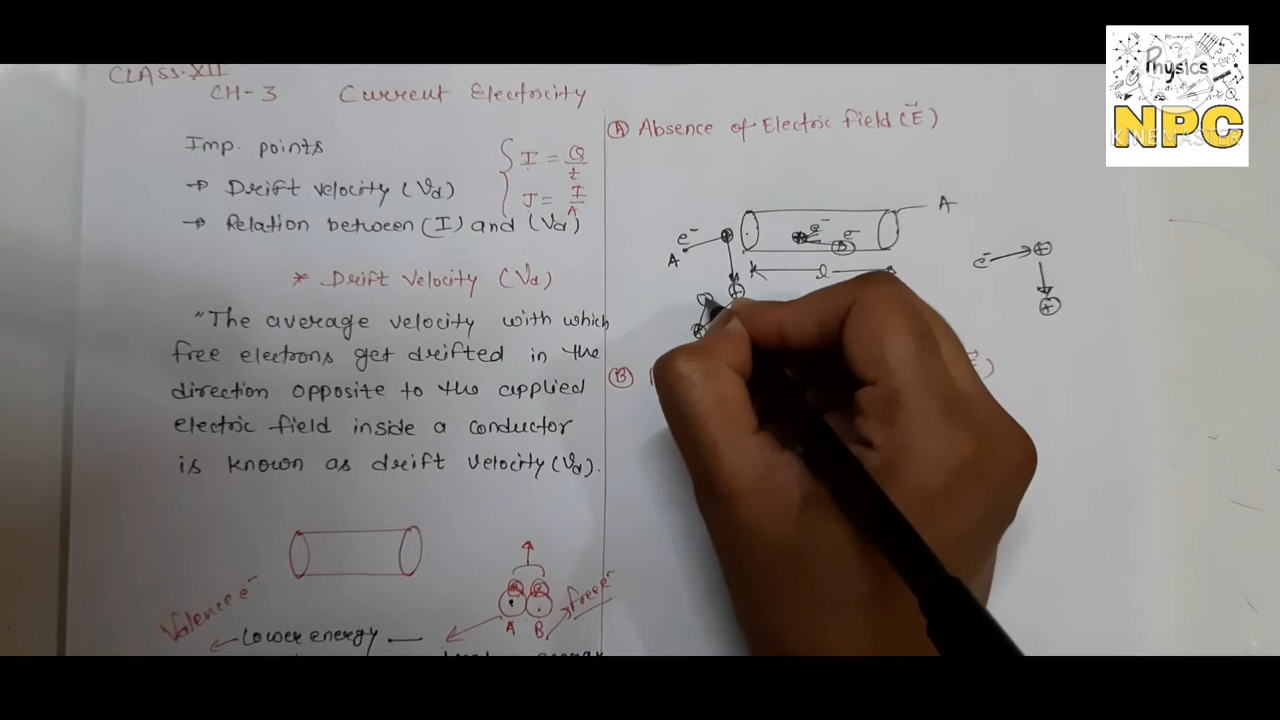 CLASS-XII
CH-3 Current Electrocity
Imp. points
→ Drift velocity (Vd)
→ Relation between (I) and (Vd)
I = Q/t
J = I/A
* Drift Velocity (Vd)
"The average velocity with which
free electrons get drifted in the
direction opposite to the applied
electric field inside a conductor
is known as drift velocity (Vd).
Valence e⁻
← Lower energy —
A B
free e⁻
(A) Absence of Electric field (E⃗)
A
e⁻
A
e⁻
e⁻
B
l
e⁻
(B)
E⃗)
Physics
NPC
KINEMASTER